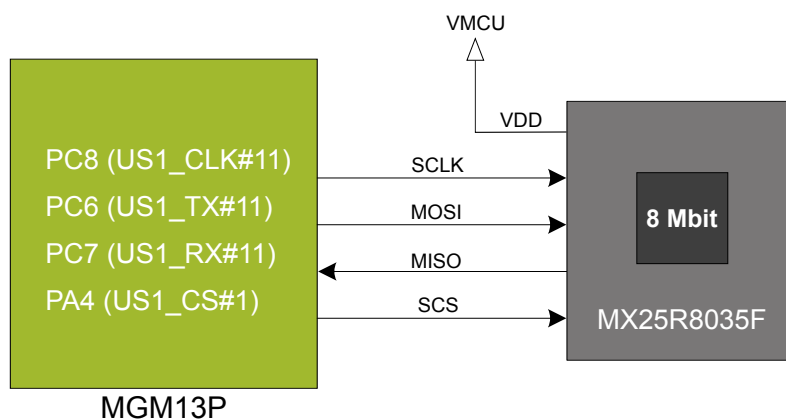 VMCU
VDD
PC8 (US1_CLK#11)
SCLK
PC6 (US1_TX#11)
MOSI
8 Mbit
PC7 (US1_RX#11)
MISO
PA4 (US1_CS#1)
SCS
MX25R8035F
MGM13P